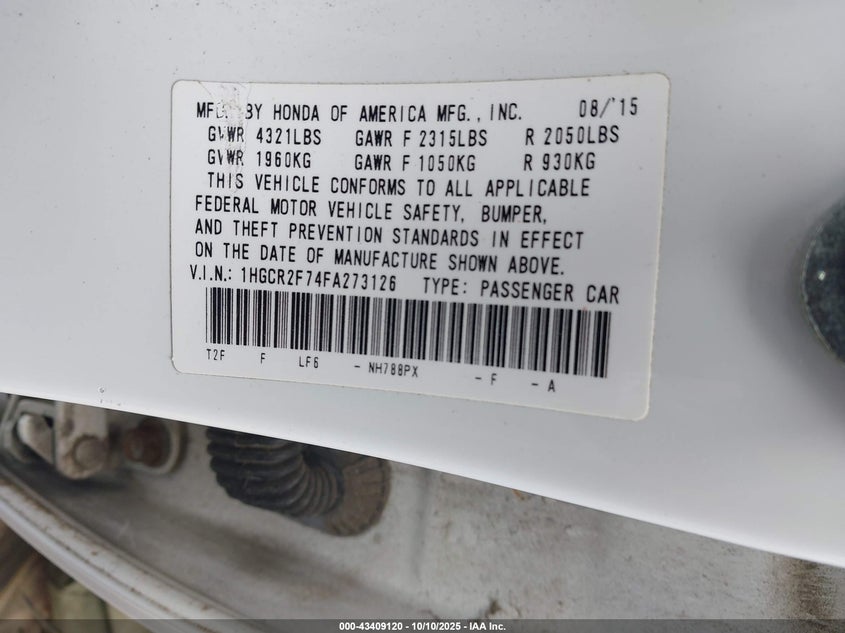 MFD. BY HONDA OF AMERICA MFG., INC. 08/'15
GVWR 4321LBS GAWR F 2315LBS R 2050LBS
GVWR 1960KG GAWR F 1050KG R 930KG
THIS VEHICLE CONFORMS TO ALL APPLICABLE
FEDERAL MOTOR VEHICLE SAFETY, BUMPER,
AND THEFT PREVENTION STANDARDS IN EFFECT
ON THE DATE OF MANUFACTURE SHOWN ABOVE.
V.I.N.: 1HGCR2F74FA273126 TYPE: PASSENGER CAR
T2F F LF6 - NH788PX - F - A
000-43409120 - 10/10/2025 - IAA Inc.